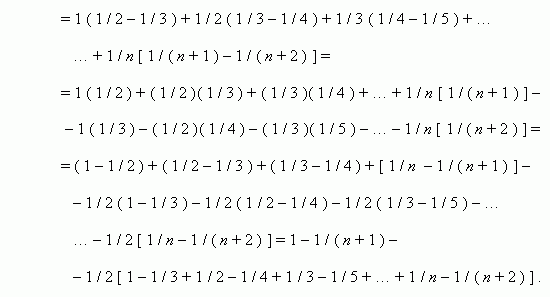 = 1 ( 1 / 2 – 1 / 3 ) + 1 / 2 ( 1 / 3 – 1 / 4 ) + 1 / 3 ( 1 / 4 – 1 / 5 ) + …
… + 1 / n [ 1 / ( n + 1 ) – 1 / ( n + 2 ) ] =
= 1 ( 1 / 2 ) + ( 1 / 2 ) ( 1 / 3 ) + ( 1 / 3 ) ( 1 / 4 ) + … + 1 / n [ 1 / ( n + 1 ) ] –
– 1 ( 1 / 3 ) – ( 1 / 2 ) ( 1 / 4 ) – ( 1 / 3 ) ( 1 / 5 ) – … – 1 / n [ 1 / ( n + 2 ) ] =
= ( 1 – 1 / 2 ) + ( 1 / 2 – 1 / 3 ) + ( 1 / 3 – 1 / 4 ) + [ 1 / n – 1 / ( n + 1 ) ] –
– 1 / 2 ( 1 – 1 / 3 ) – 1 / 2 ( 1 / 2 – 1 / 4 ) – 1 / 2 ( 1 / 3 – 1 / 5 ) – …
… – 1 / 2 [ 1 / n – 1 / ( n + 2 ) ] = 1 – 1 / ( n + 1 ) –
– 1 / 2 [ 1 – 1 / 3 + 1 / 2 – 1 / 4 + 1 / 3 – 1 / 5 + … + 1 / n – 1 / ( n + 2 ) ] .